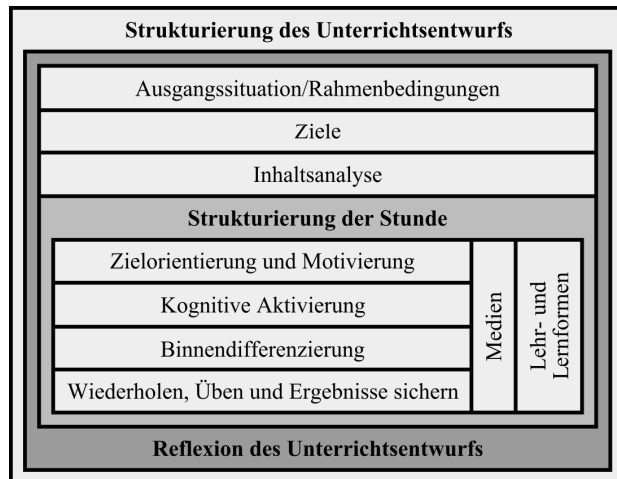 Strukturierung des Unterrichtsentwurfs
Ausgangssituation/Rahmenbedingungen
Ziele
Inhaltsanalyse
Strukturierung der Stunde
Zielorientierung und Motivierung
Kognitive Aktivierung
Binnendifferenzierung
Wiederholen, Üben und Ergebnisse sichern
Medien
Lehr- und
Lernformen
Reflexion des Unterrichtsentwurfs